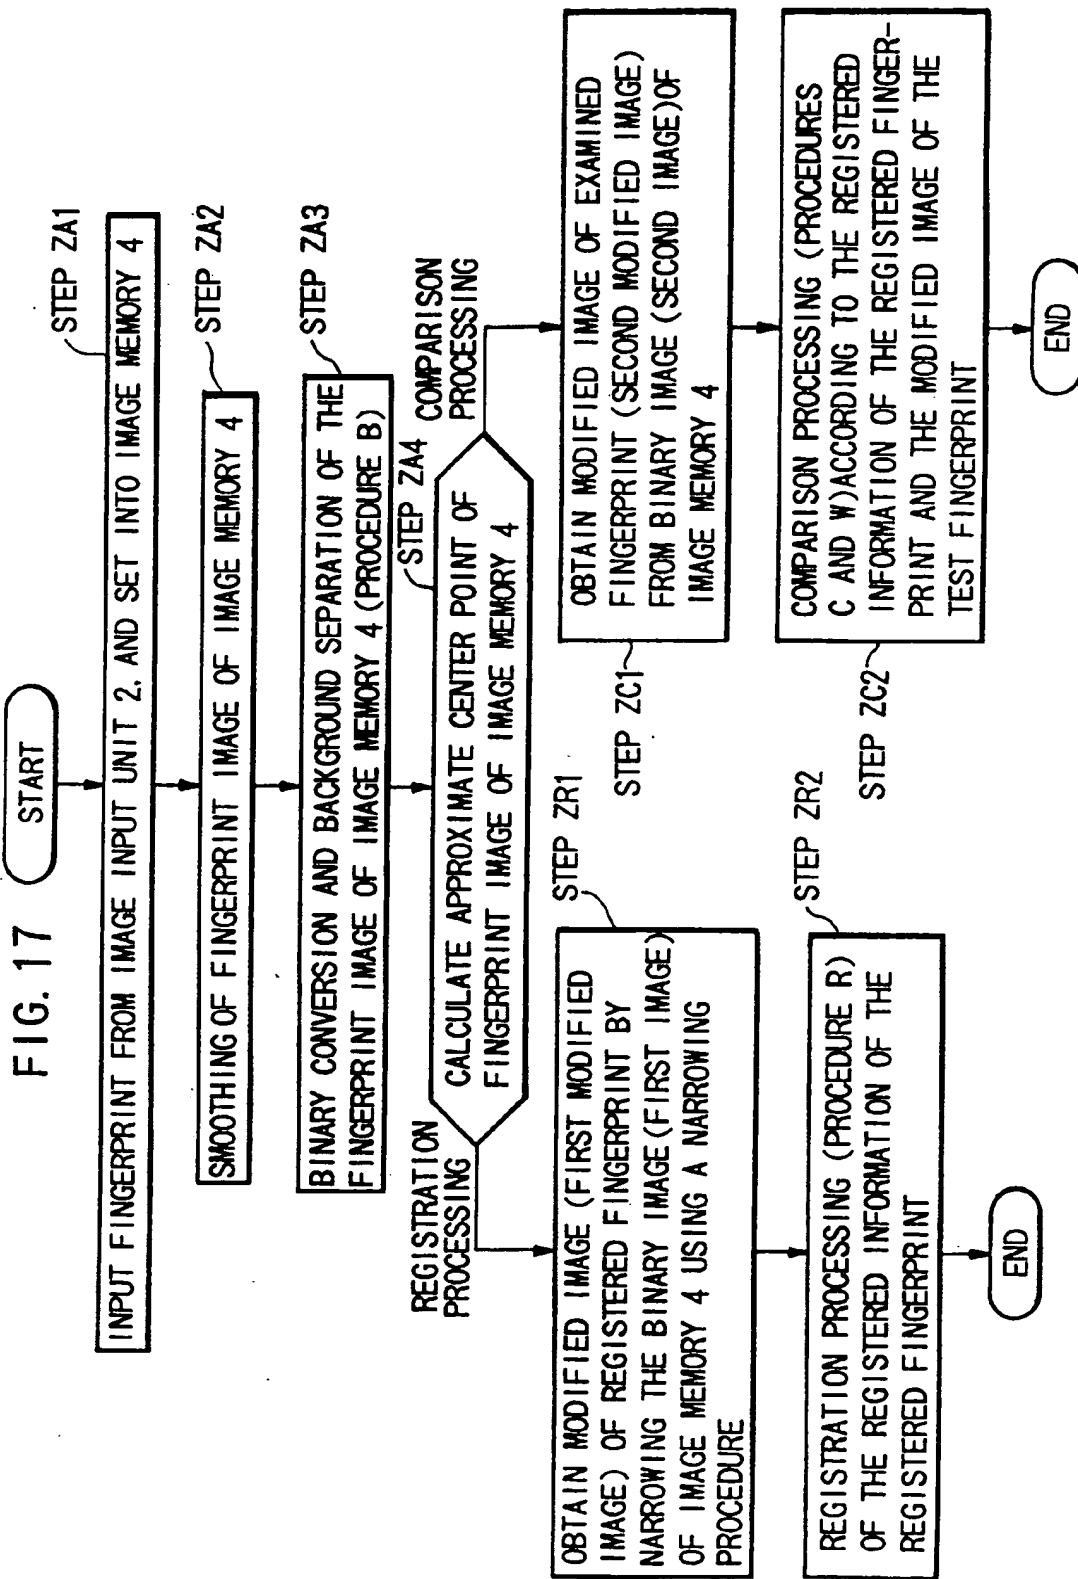 FIG. 17
START
STEP ZA1
INPUT FINGERPRINT FROM IMAGE INPUT UNIT 2, AND SET INTO IMAGE MEMORY 4
STEP ZA2
SMOOTHING OF FINGERPRINT IMAGE OF IMAGE MEMORY 4
STEP ZA3
BINARY CONVERSION AND BACKGROUND SEPARATION OF THE
FINGERPRINT IMAGE OF IMAGE MEMORY 4 (PROCEDURE B)
STEP ZA4
CALCULATE APPROXIMATE CENTER POINT OF
FINGERPRINT IMAGE OF IMAGE MEMORY 4
REGISTRATION
PROCESSING
COMPARISON
PROCESSING
STEP ZR1
OBTAIN MODIFIED IMAGE (FIRST MODIFIED
IMAGE) OF REGISTERED FINGERPRINT BY
NARROWING THE BINARY IMAGE (FIRST IMAGE)
OF IMAGE MEMORY 4 USING A NARROWING
PROCEDURE
STEP ZR2
REGISTRATION PROCESSING (PROCEDURE R)
OF THE REGISTERED INFORMATION OF THE
REGISTERED FINGERPRINT
END
OBTAIN MODIFIED IMAGE OF EXAMINED
FINGERPRINT (SECOND MODIFIED IMAGE)
FROM BINARY IMAGE (SECOND IMAGE)OF
IMAGE MEMORY 4
STEP ZC1
COMPARISON PROCESSING (PROCEDURES
C AND W)ACCORDING TO THE REGISTERED
INFORMATION OF THE REGISTERED FINGER-
PRINT AND THE MODIFIED IMAGE OF THE
TEST FINGERPRINT
STEP ZC2
END